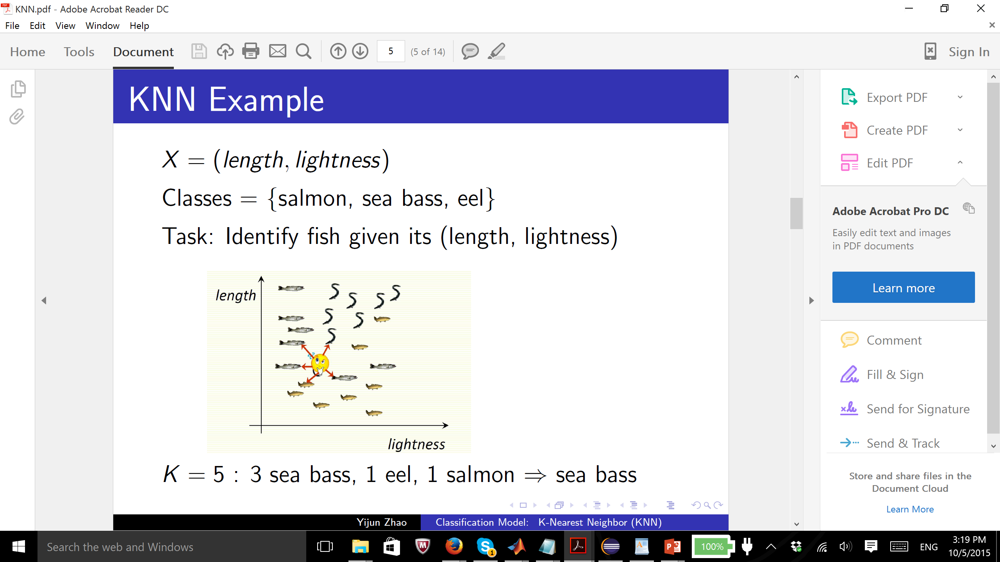 KNN.pdf - Adobe Acrobat Reader DC
File Edit View Window Help
Home Tools Document 5 (5 of 14) Sign In
KNN Example
X = (length, lightness)
Classes = {salmon, sea bass, eel}
Task: Identify fish given its (length, lightness)
length
lightness
K = 5 : 3 sea bass, 1 eel, 1 salmon ⇒ sea bass
Yijun Zhao Classification Model: K-Nearest Neighbor (KNN)
Export PDF
Create PDF
Edit PDF
Adobe Acrobat Pro DC
Easily edit text and images
in PDF documents
Learn more
Comment
Fill & Sign
Send for Signature
Send & Track
Store and share files in the
Document Cloud
Learn More
Search the web and Windows
100%
ENG
3:19 PM
10/5/2015